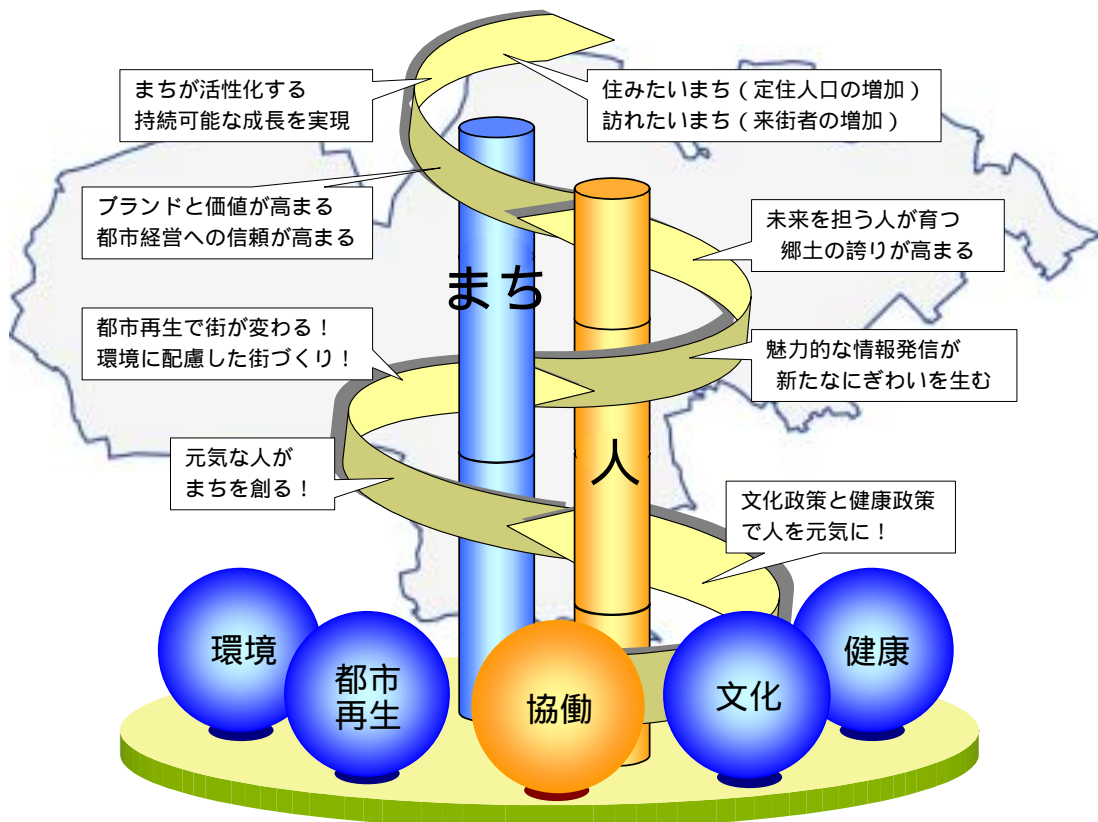 まちが活性化する
持続可能な成長を実現
住みたいまち（定住人口の増加）
訪れたいまち（来街者の増加）
ブランドと価値が高まる
都市経営への信頼が高まる
未来を担う人が育つ
郷土の誇りが高まる
まち
都市再生で街が変わる！
環境に配慮した街づくり！
魅力的な情報発信が
新たなにぎわいを生む
人
元気な人が
まちを創る！
文化政策と健康政策
で人を元気に！
環境
都市
再生
協働
文化
健康